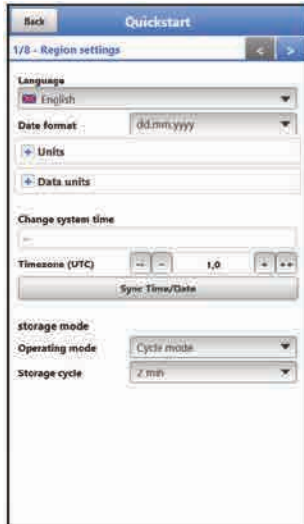 Back Quickstart
1/8 - Region settings < >
Language
English
Date format dd.mm.yyyy
+ Units
+ Data units
Change system time
--
Timezone (UTC) -- - 1,0 + ++
Sync Time/Date
storage mode
Operating mode Cycle mode
Storage cycle 2 min